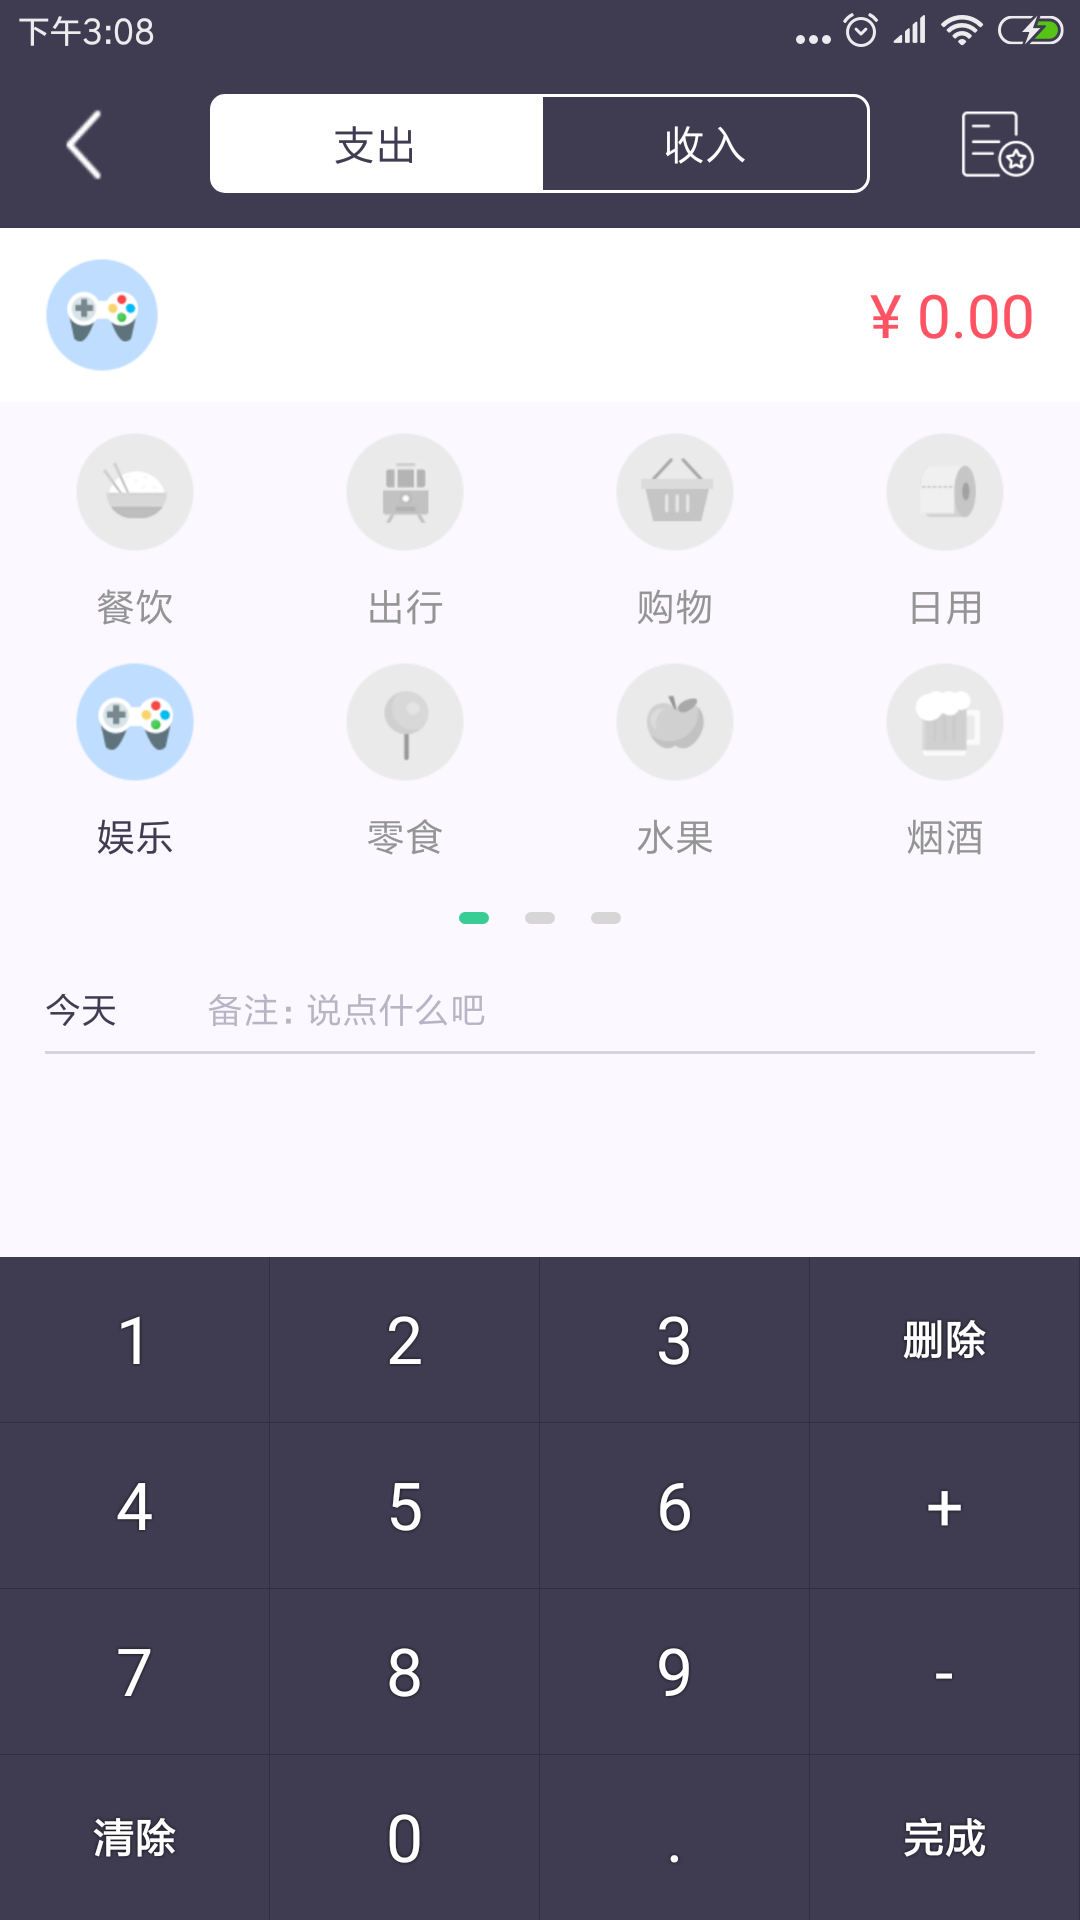 下午3:08
支出 收入
¥ 0.00
餐饮 出行 购物 日用
娱乐 零食 水果 烟酒
今天 备注: 说点什么吧
1 2 3 删除
4 5 6 +
7 8 9 -
清除 0 . 完成